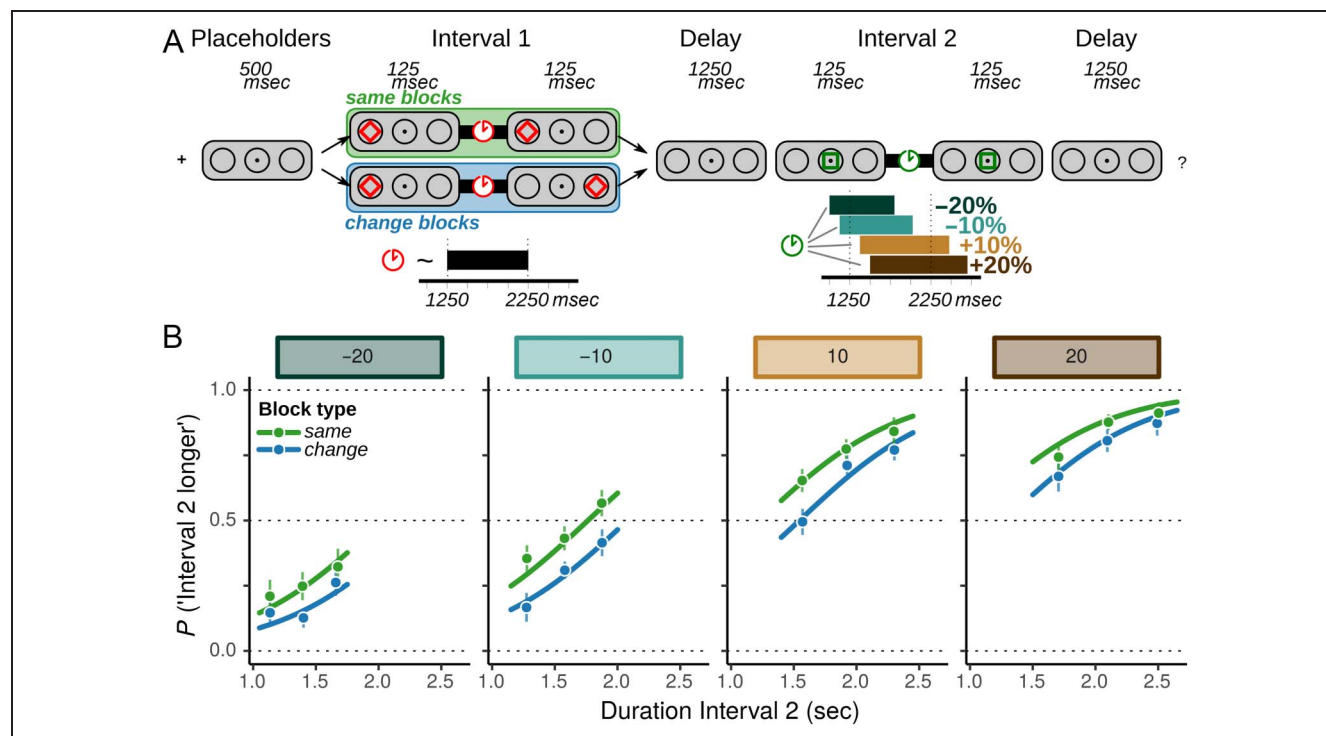 A
Placeholders Interval 1 Delay Interval 2 Delay
500 msec 125 msec 125 msec 1250 msec 125 msec 125 msec 1250 msec
same blocks
+ ?
change blocks
−20%
−10%
~ +10%
+20%
1250 2250 msec 1250 2250 msec
B
−20 −10 10 20
1.0
Block type
same
change
0.5
0.0
1.0 1.5 2.0 2.5 1.0 1.5 2.0 2.5 1.0 1.5 2.0 2.5 1.0 1.5 2.0 2.5
P ('Interval 2 longer')
Duration Interval 2 (sec)